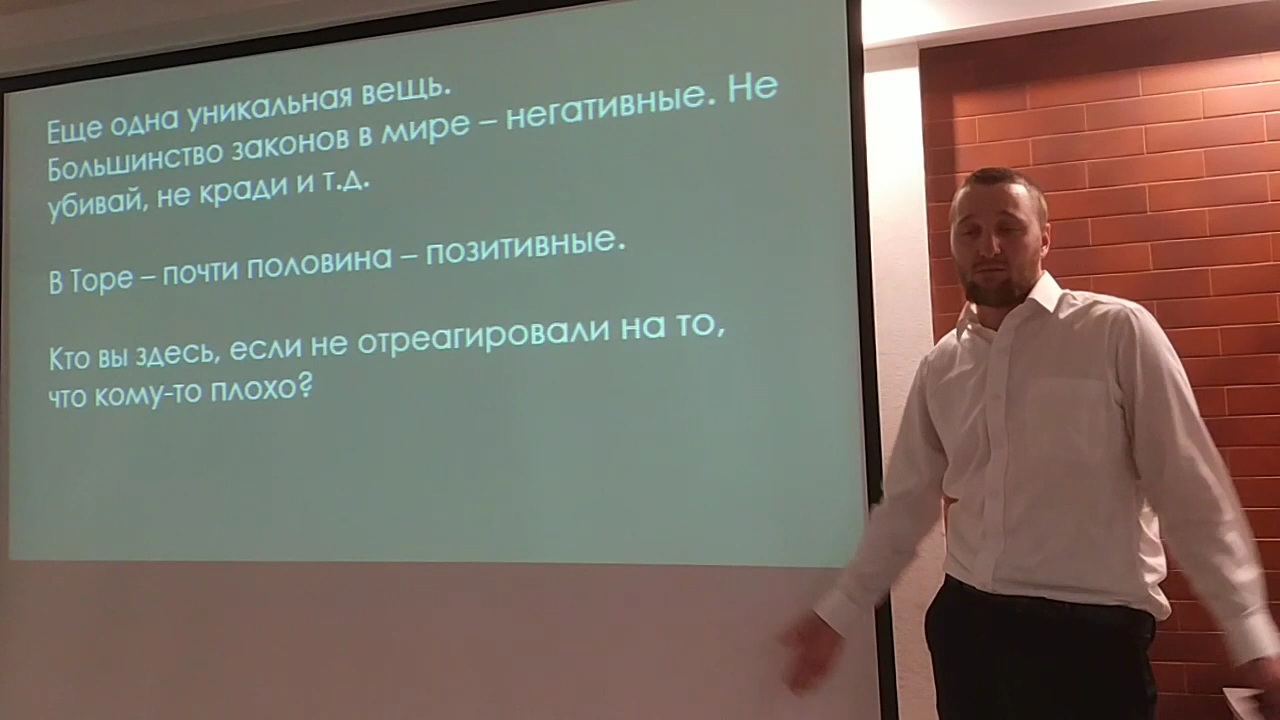 Еще одна уникальная вещь.
Большинство законов в мире – негативные. Не
убивай, не кради и т.д.
В Торе – почти половина – позитивные.
Кто вы здесь, если не отреагировали на то,
что кому-то плохо?